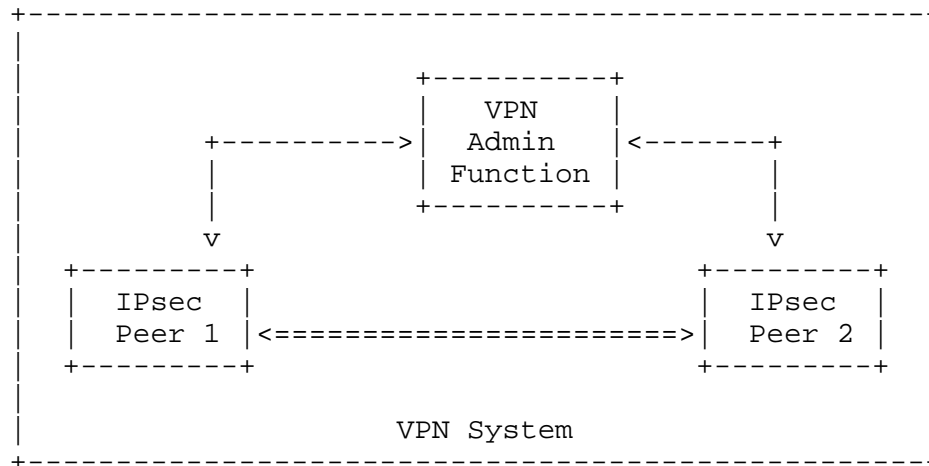 VPN
Admin
Function
IPsec IPsec
Peer 1 Peer 2
VPN System